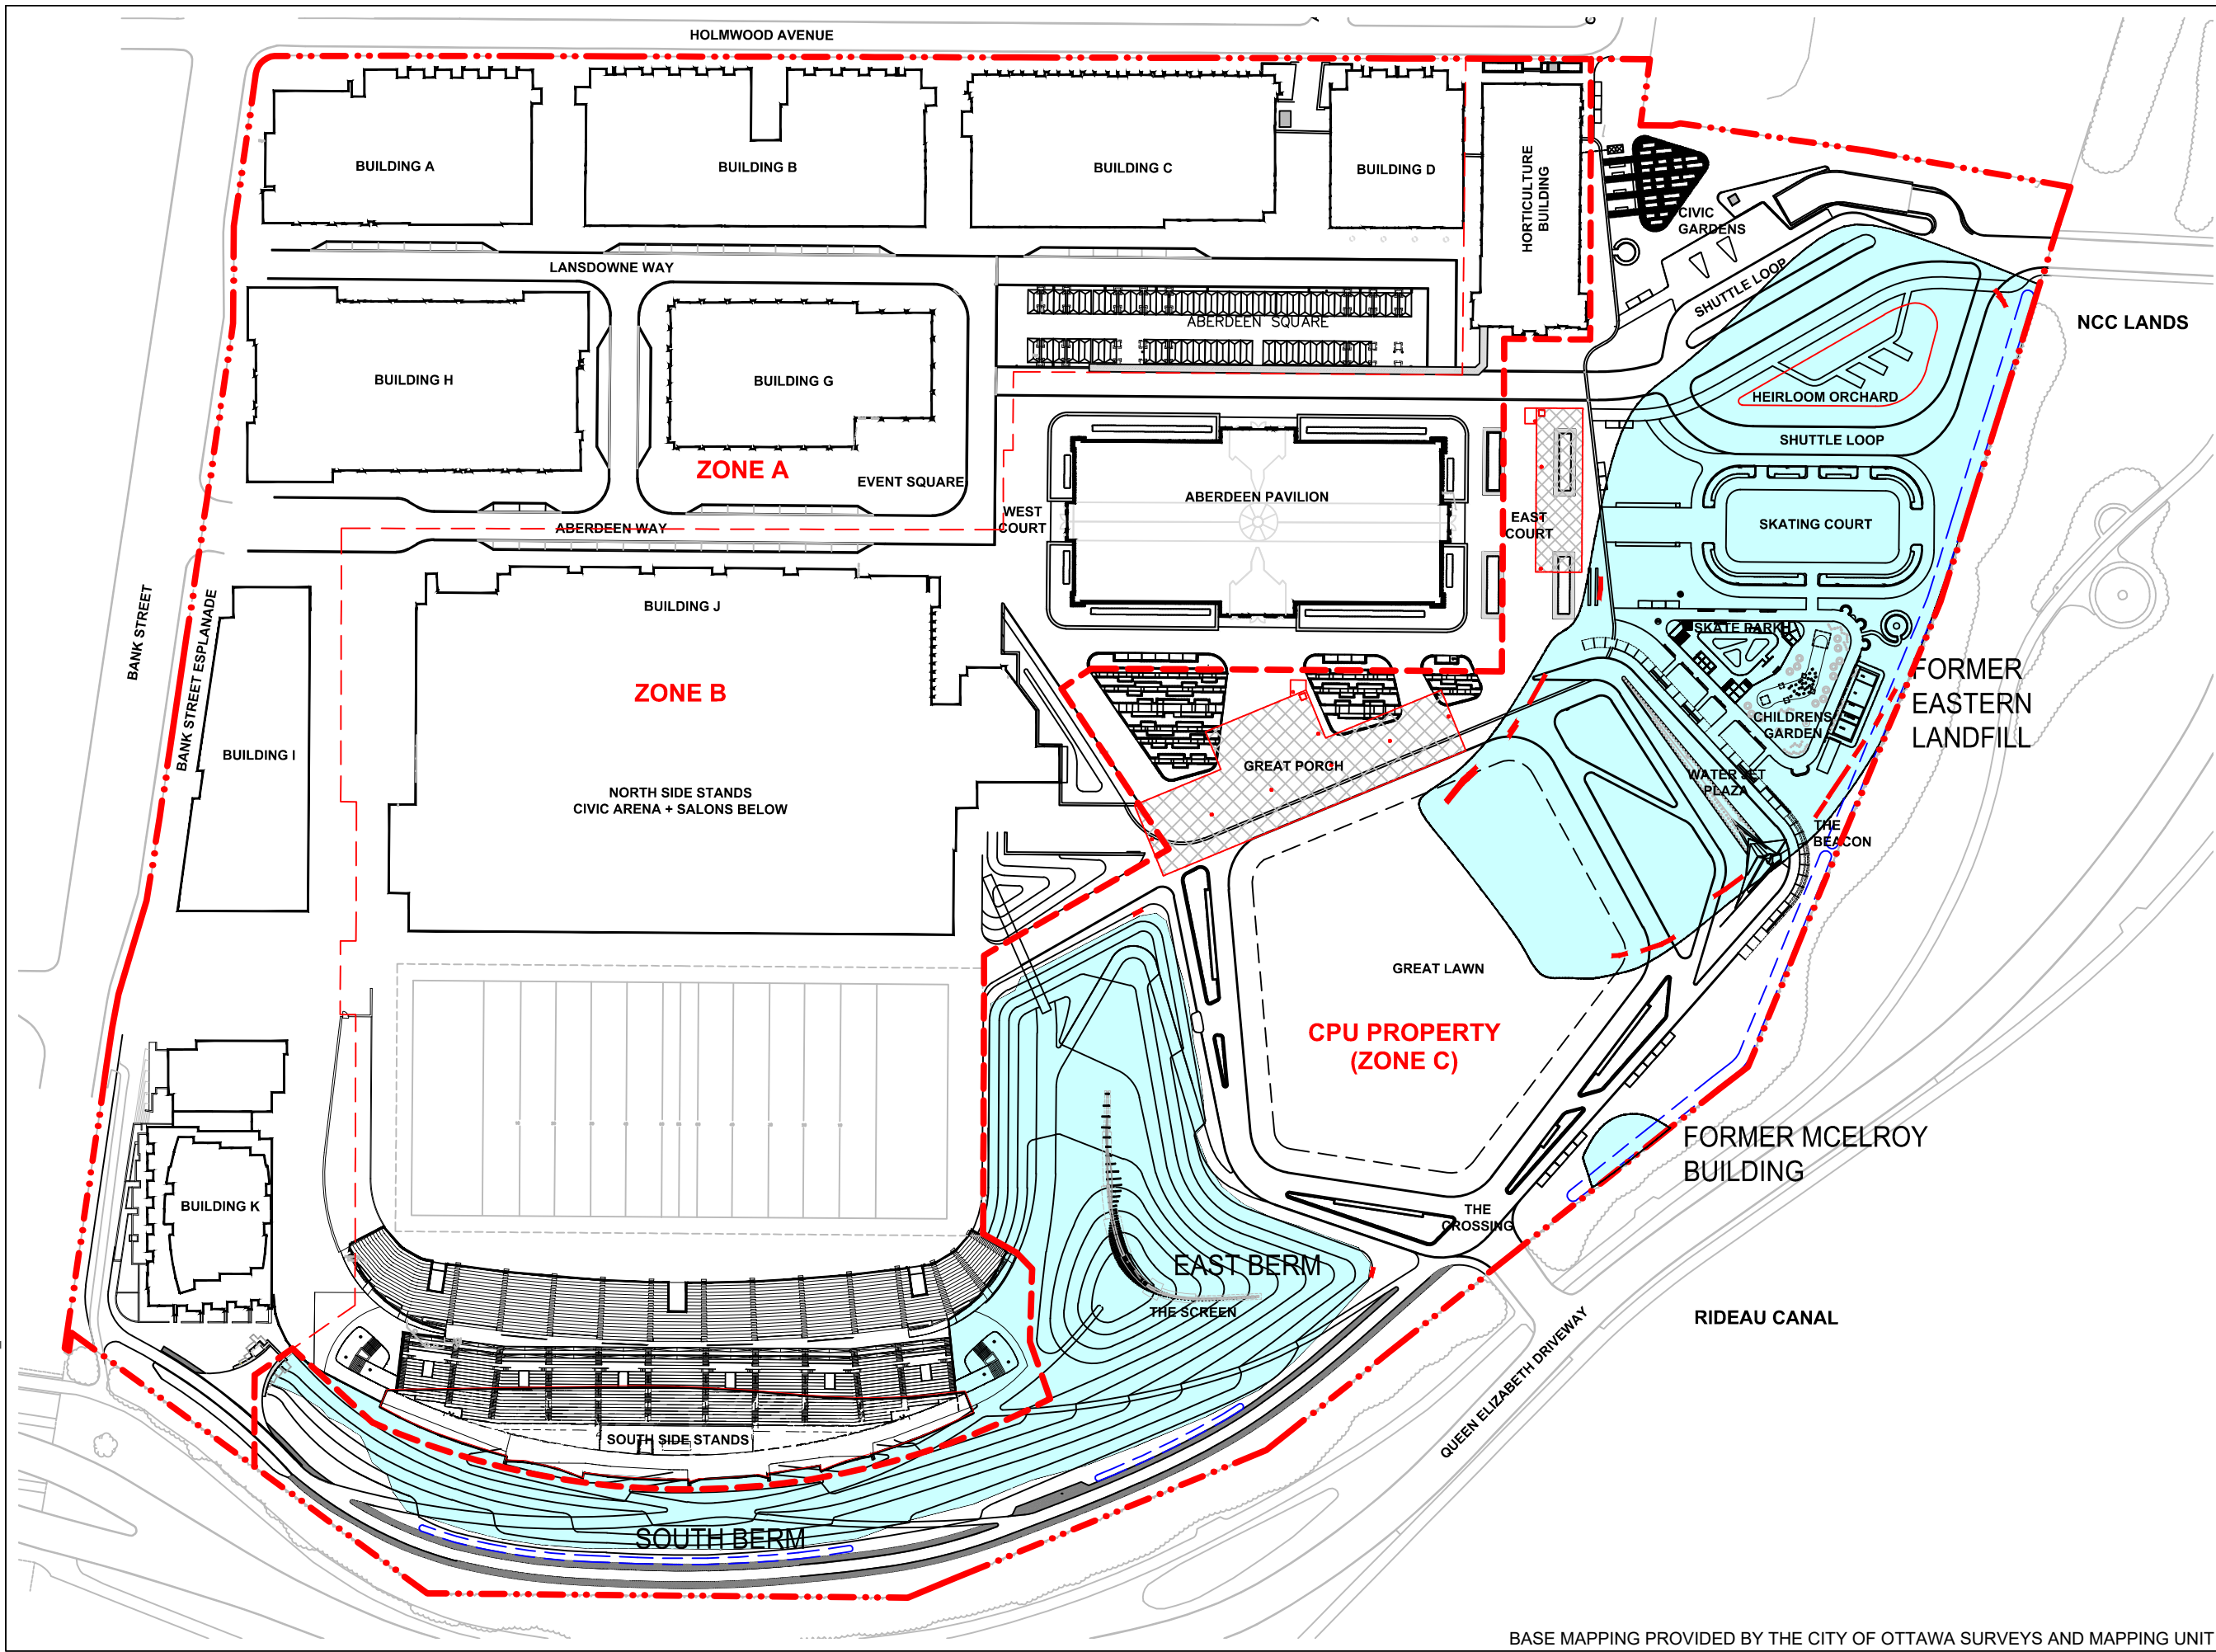 HOLMWOOD AVENUE
BUILDING A
BUILDING B
BUILDING C
BUILDING D
HORTICULTURE
BUILDING
CIVIC
GARDENS
LANSDOWNE WAY
SHUTTLE LOOP
ABERDEEN SQUARE
NCC LANDS
BUILDING H
BUILDING G
HEIRLOOM ORCHARD
SHUTTLE LOOP
ZONE A
EVENT SQUARE
ABERDEEN PAVILION
WEST
COURT
EAST
COURT
SKATING COURT
ABERDEEN WAY
BANK STREET
BANK STREET ESPLANADE
BUILDING J
SKATE PARK
ZONE B
FORMER
EASTERN
LANDFILL
CHILDRENS
GARDEN
BUILDING I
GREAT PORCH
WATER JET
PLAZA
NORTH SIDE STANDS
CIVIC ARENA + SALONS BELOW
THE
BEACON
GREAT LAWN
CPU PROPERTY
(ZONE C)
FORMER MCELROY
BUILDING
BUILDING K
THE
CROSSING
EAST BERM
THE SCREEN
RIDEAU CANAL
QUEEN ELIZABETH DRIVEWAY
SOUTH SIDE STANDS
SOUTH BERM
BASE MAPPING PROVIDED BY THE CITY OF OTTAWA SURVEYS AND MAPPING UNIT